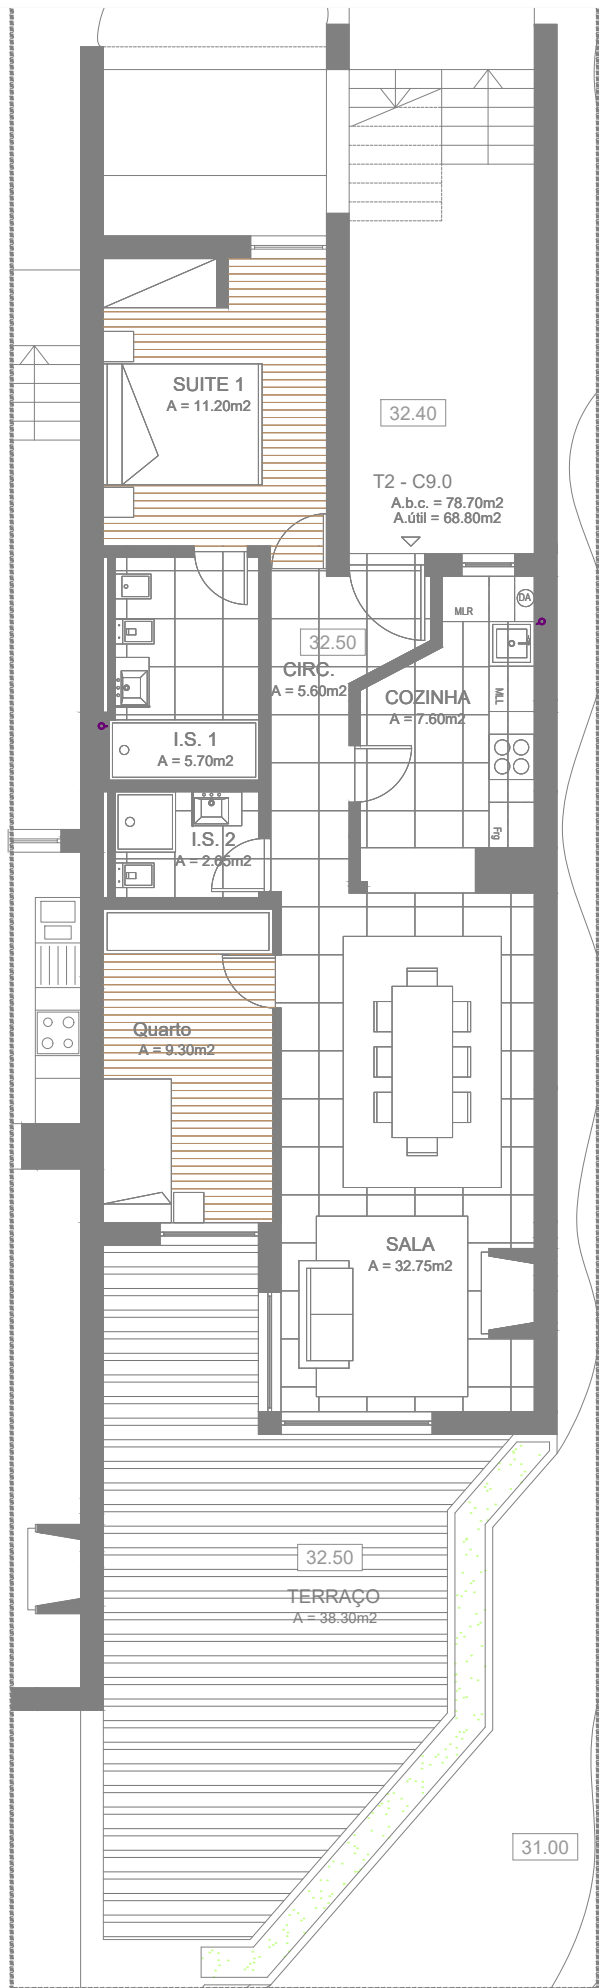 SUITE 1
A = 11.20m2
32.40
T2 - C9.0
A.b.c. = 78.70m2
A.útil = 68.80m2
DA
MLR
32.50
CIRC.
A = 5.60m2
COZINHA
A = 7.60m2
MLL
I.S. 1
A = 5.70m2
I.S. 2
A = 2.65m2
Frg
Quarto
A = 9.30m2
SALA
A = 32.75m2
32.50
TERRAÇO
A = 38.30m2
31.00